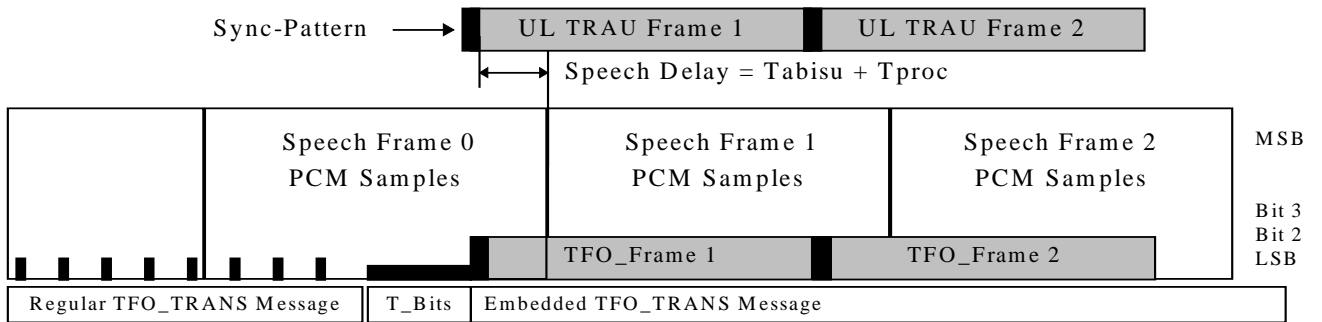 Sync-Pattern UL TRAU Frame 1 UL TRAU Frame 2
Speech Delay = Tabisu + Tproc
Speech Frame 0 Speech Frame 1 Speech Frame 2 MSB
PCM Samples PCM Samples PCM Samples
Bit 3
Bit 2
TFO_Frame 1 TFO_Frame 2 LSB
Regular TFO_TRANS Message T_Bits Embedded TFO_TRANS Message